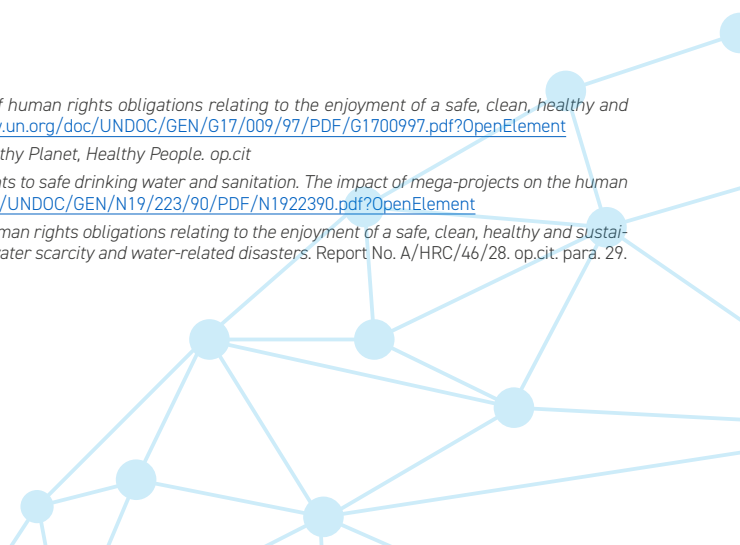 f human rights obligations relating to the enjoyment of a safe, clean, healthy and
.un.org/doc/UNDOC/GEN/G17/009/97/PDF/G1700997.pdf?OpenElement
thy Planet, Healthy People. op.cit
ts to safe drinking water and sanitation. The impact of mega-projects on the human
/UNDOC/GEN/N19/223/90/PDF/N1922390.pdf?OpenElement
man rights obligations relating to the enjoyment of a safe, clean, healthy and sustai-
ater scarcity and water-related disasters. Report No. A/HRC/46/28. op.cit. para. 29.